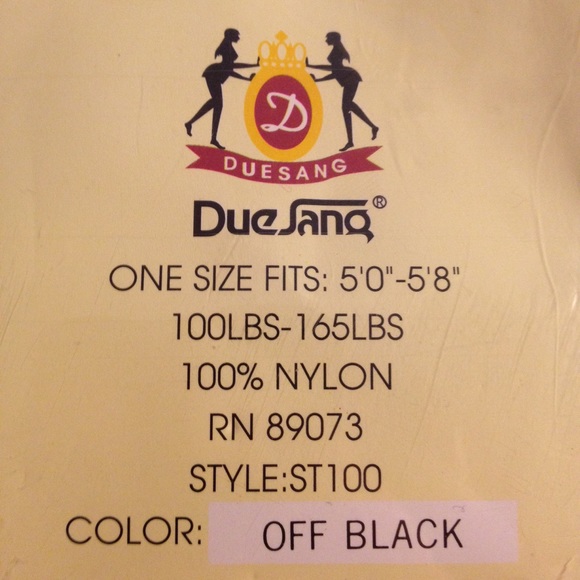 D
DUESANG
DueSang®
ONE SIZE FITS: 5'0"-5'8"
100LBS-165LBS
100% NYLON
RN 89073
STYLE:ST100
COLOR: OFF BLACK